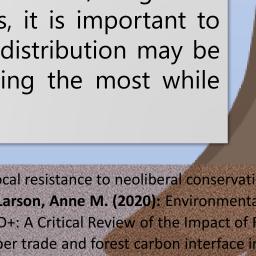 s, it is important to
distribution may be
ing the most while
ocal resistance to neoliberal conservati
Larson, Anne M. (2020): Environmenta
D+: A Critical Review of the Impact of F
ber trade and forest carbon interface in